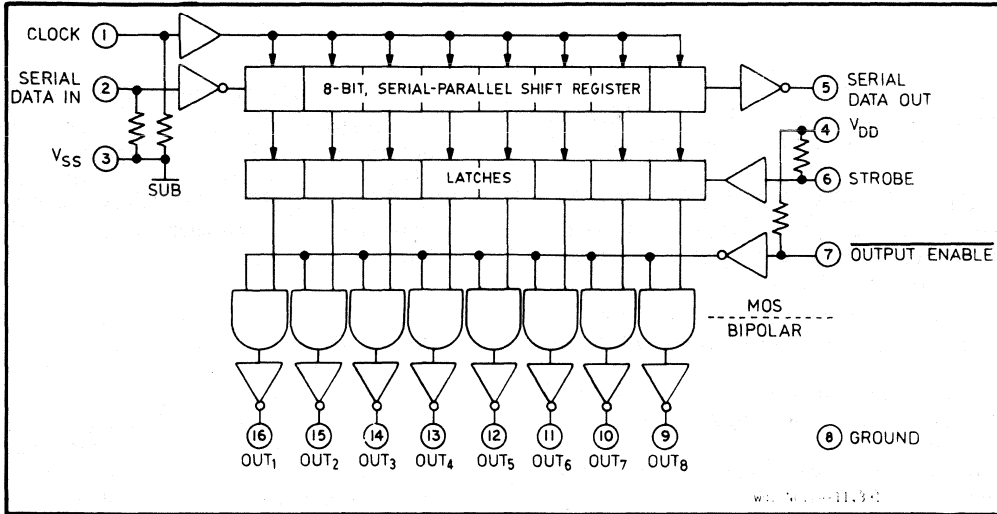 CLOCK 1
SERIAL DATA IN 2
8-BIT, SERIAL-PARALLEL SHIFT REGISTER
5 SERIAL DATA OUT
4 VDD
VSS 3
SUB
LATCHES
6 STROBE
7 OUTPUT ENABLE
MOS
BIPOLAR
16 15 14 13 12 11 10 9
OUT1 OUT2 OUT3 OUT4 OUT5 OUT6 OUT7 OUT8
8 GROUND